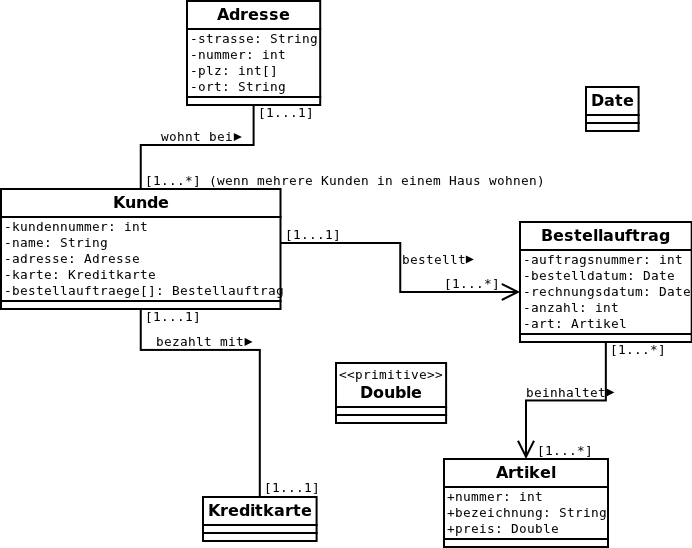 Adresse
-strasse: String
-nummer: int
-plz: int[]
-ort: String
[1...1]
Date
wohnt bei
[1...*] (wenn mehrere Kunden in einem Haus wohnen)
Kunde
-kundennummer: int
-name: String
-adresse: Adresse
-karte: Kreditkarte
-bestellauftraege[]: Bestellauftrag
[1...1]
bestellt
[1...*]
Bestellauftrag
-auftragsnummer: int
-bestelldatum: Date
-rechnungsdatum: Date
-anzahl: int
-art: Artikel
[1...1]
bezahlt mit
[1...*]
<<primitive>>
Double
beinhaltet
[1...*]
Artikel
+nummer: int
+bezeichnung: String
+preis: Double
[1...1]
Kreditkarte